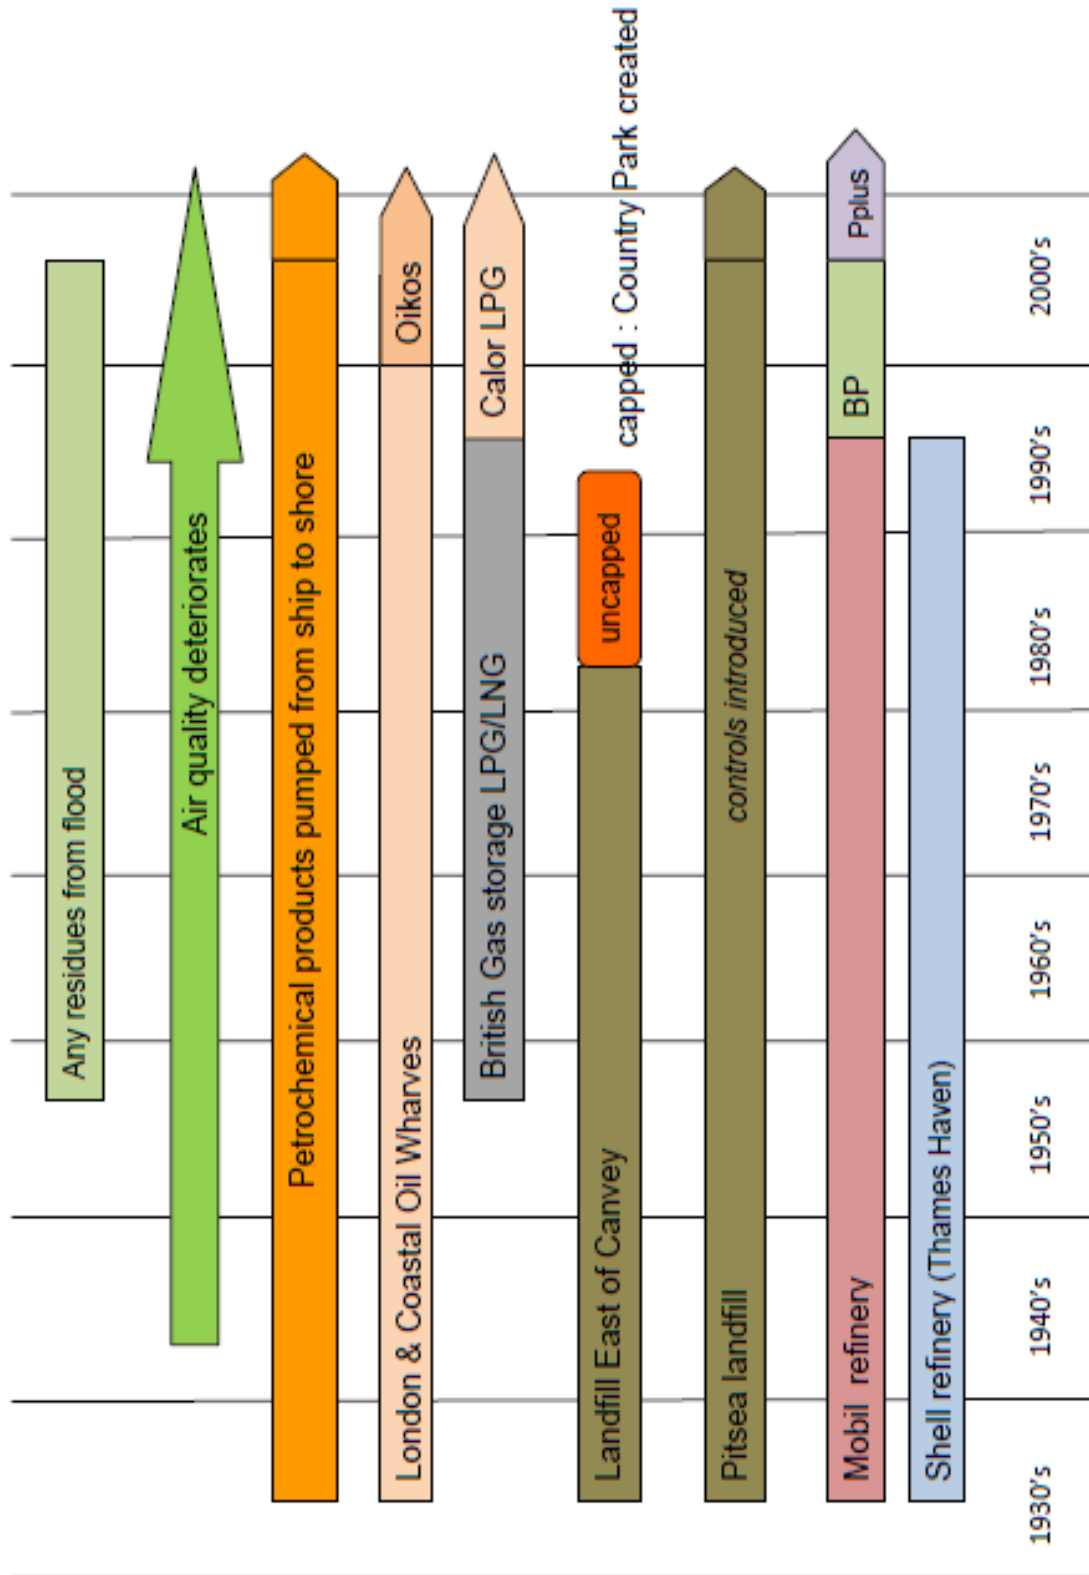 Any residues from flood
Air quality deteriorates
Petrochemical products pumped from ship to shore
London & Coastal Oil Wharves
Oikos
British Gas storage LPG/LNG
Calor LPG
Landfill East of Canvey
uncapped
capped : Country Park created
Pitsea landfill
controls introduced
Mobil refinery
BP
Pplus
Shell refinery (Thames Haven)
1930's
1940's
1950's
1960's
1970's
1980's
1990's
2000's